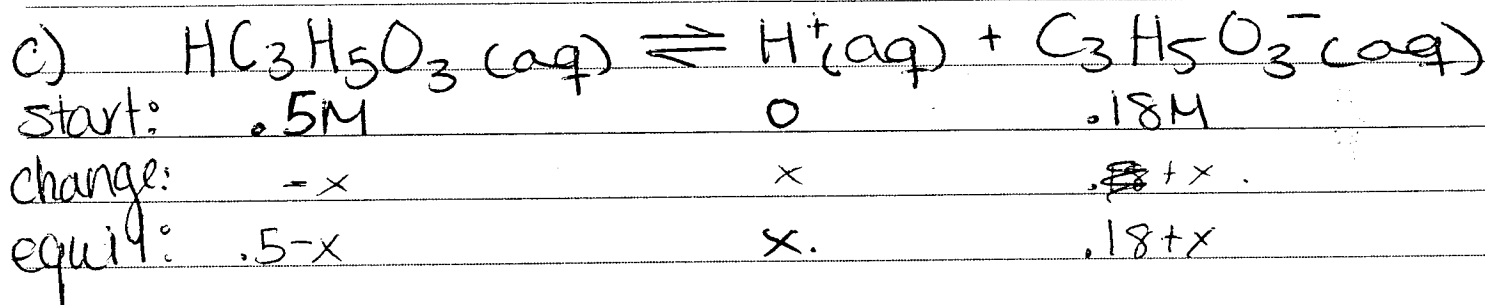 c) HC₃H₅O₃ (aq) ⇌ H⁺(aq) + C₃H₅O₃⁻(aq)
start: .5M 0 .18M
change: -x x +x.
equil: .5-x x. .18+x